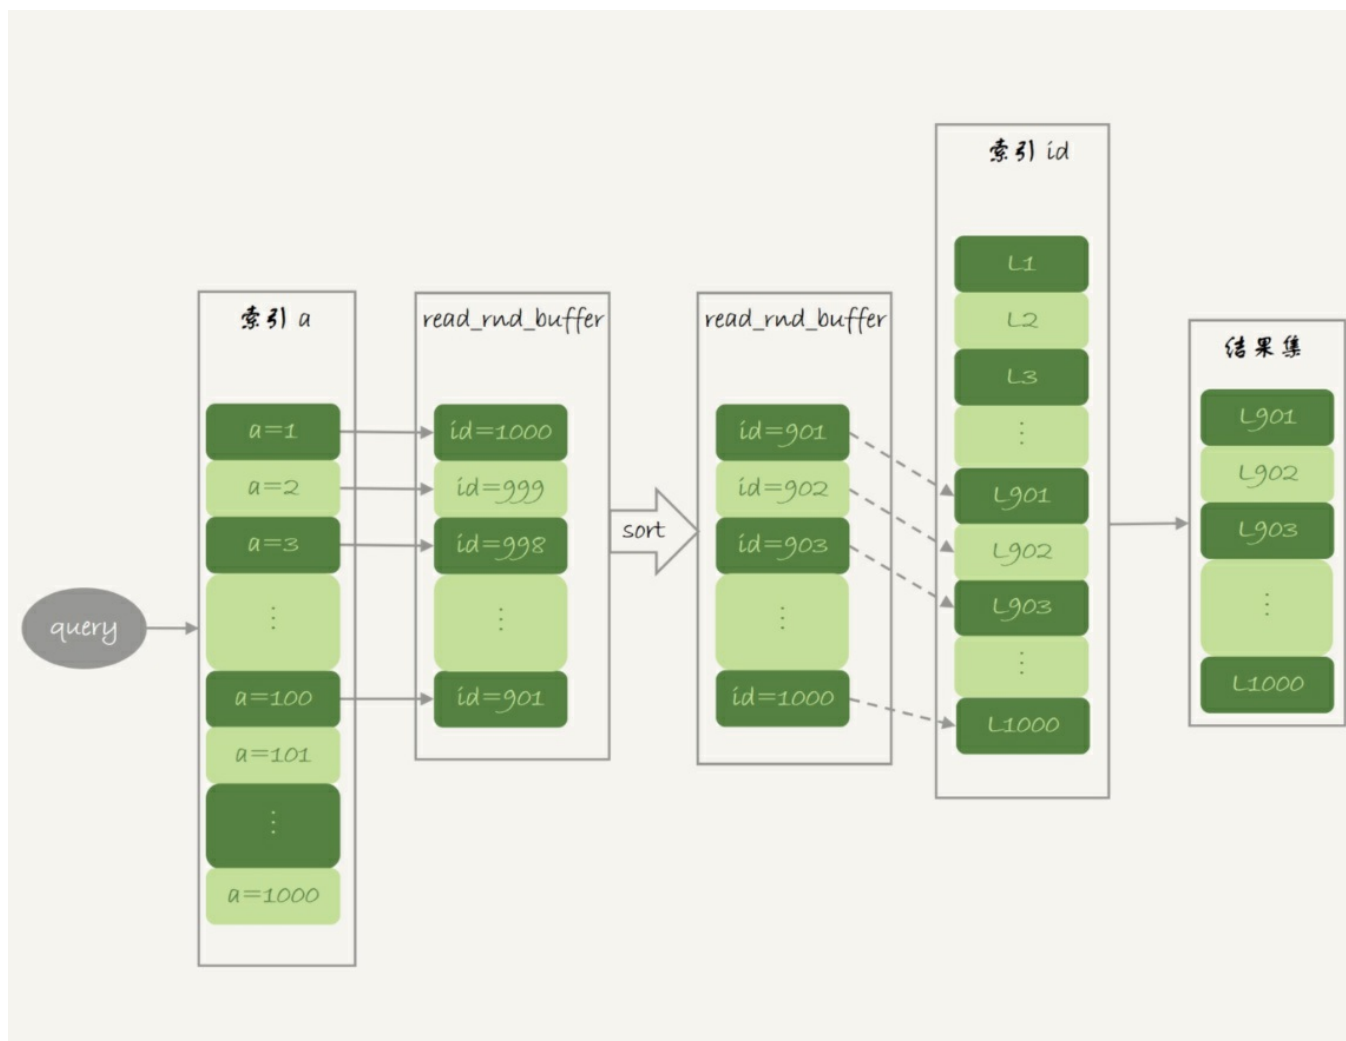 query
索引 a
a=1
a=2
a=3
⋮
a=100
a=101
⋮
a=1000
read_rnd_buffer
id=1000
id=999
id=998
⋮
id=901
sort
read_rnd_buffer
id=901
id=902
id=903
⋮
id=1000
索引 id
L1
L2
L3
⋮
L901
L902
L903
⋮
L1000
结果集
L901
L902
L903
⋮
L1000